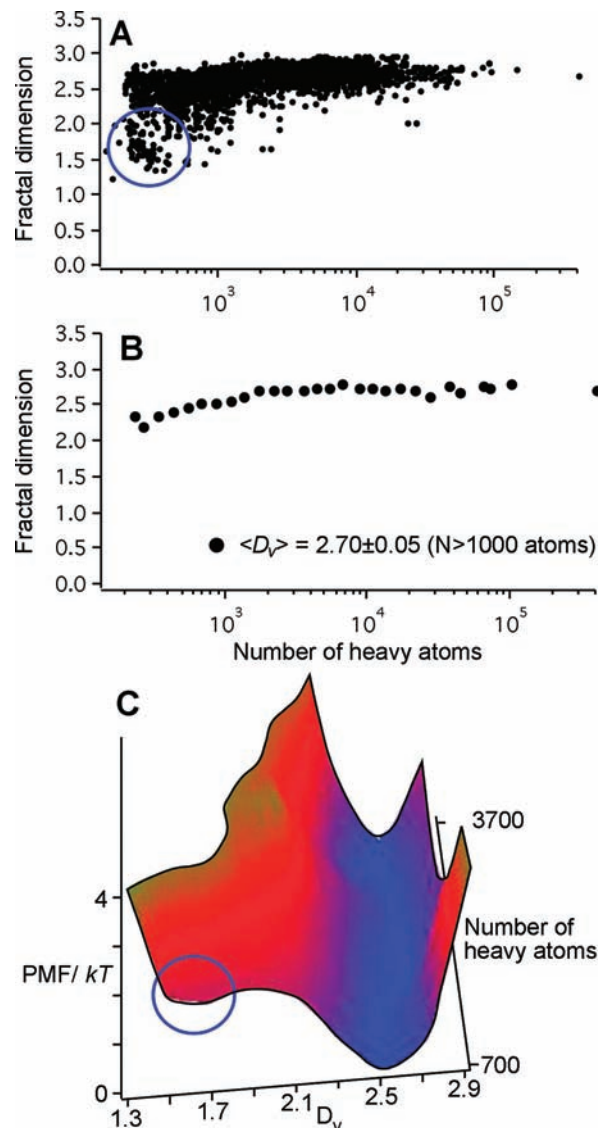 A
Fractal dimension
3.5
3.0
2.5
2.0
1.5
1.0
0.5
0.0
10³ 10⁴ 10⁵
B
Fractal dimension
3.5
3.0
2.5
2.0
1.5
1.0
0.5
0.0
● <Dᵥ> = 2.70±0.05 (N>1000 atoms)
10³ 10⁴ 10⁵
Number of heavy atoms
C
3700
4
Number of
heavy atoms
PMF/ kT
700
0
1.3 1.7 2.1 2.5 2.9
Dᵥ